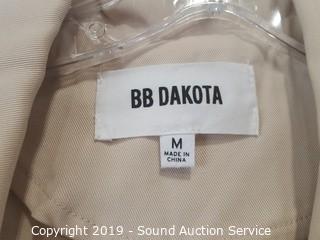 BB DAKOTA
M
MADE IN
CHINA
Copyright 2019 - Sound Auction Service